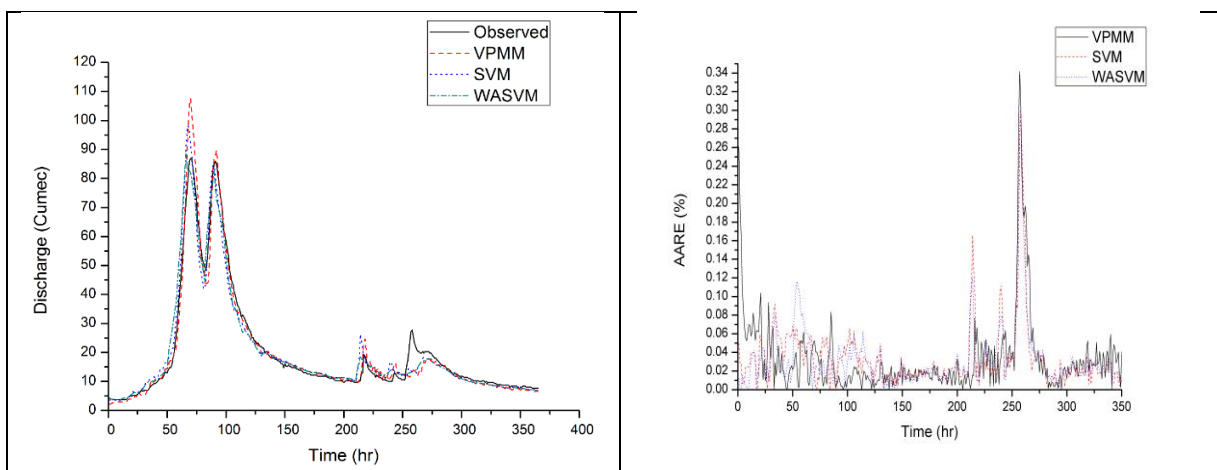 Observed
VPMM
SVM
WASVM
120
110
100
90
80
70
60
50
40
30
20
10
0
Discharge (Cumec)
0 50 100 150 200 250 300 350 400
Time (hr)
VPMM
SVM
WASVM
0.34
0.32
0.28
0.26
0.24
0.22
0.20
0.18
0.16
0.14
0.12
0.10
0.08
0.06
0.04
0.02
0.00
AARE (%)
0 50 100 150 200 250 300 350
Time (hr)